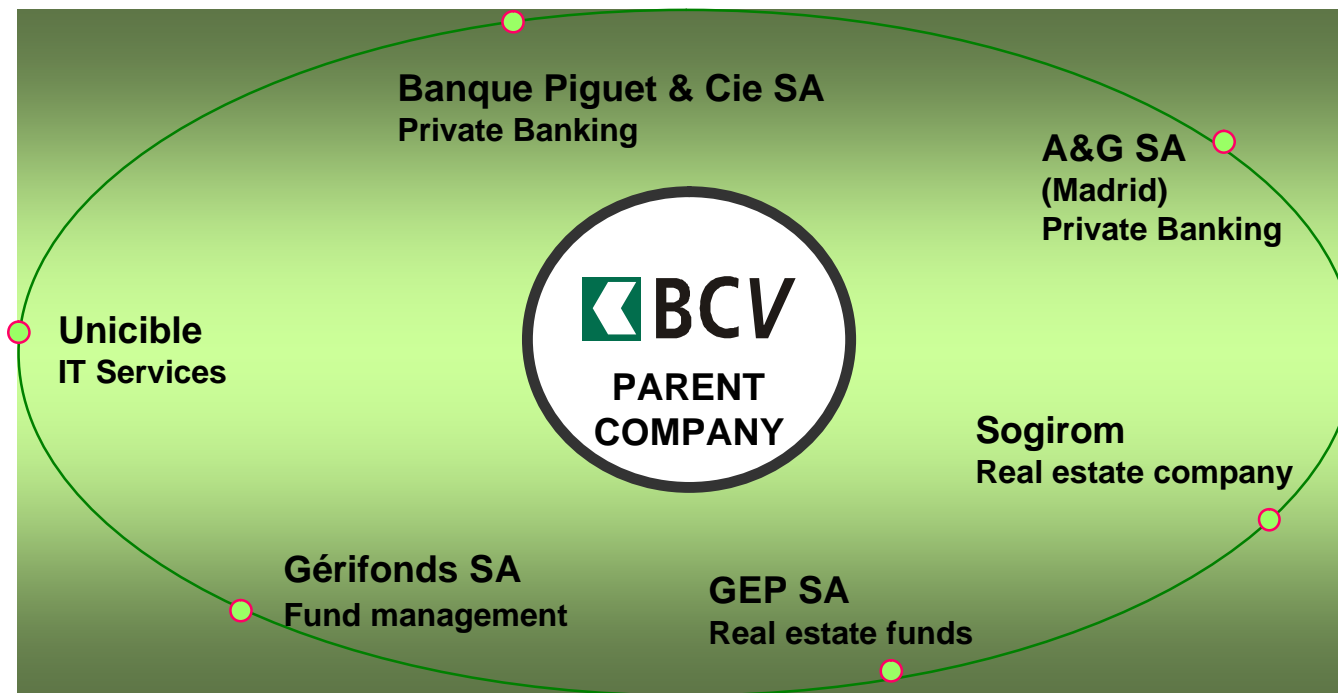 Banque Piguet & Cie SA
Private Banking
A&G SA
(Madrid)
Private Banking
BCV
PARENT
COMPANY
Unicible
IT Services
Sogirom
Real estate company
Gérifonds SA
Fund management
GEP SA
Real estate funds